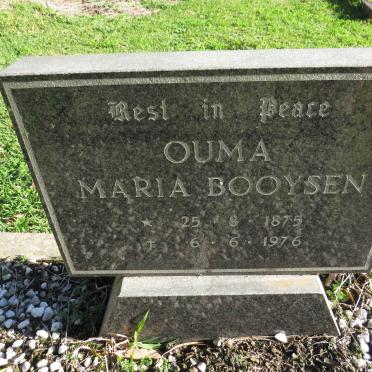 Rest in Peace
OUMA
MARIA BOOYSEN
* 25 · 8 · 1875
+ 6 · 6 · 1976